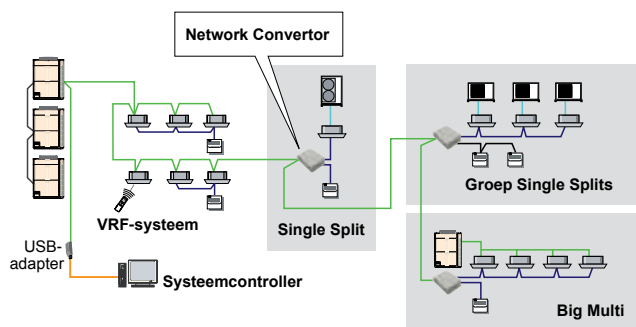 Network Convertor
VRF-systeem
Single Split
Groep Single Splits
USB-
adapter
Systeemcontroller
Big Multi